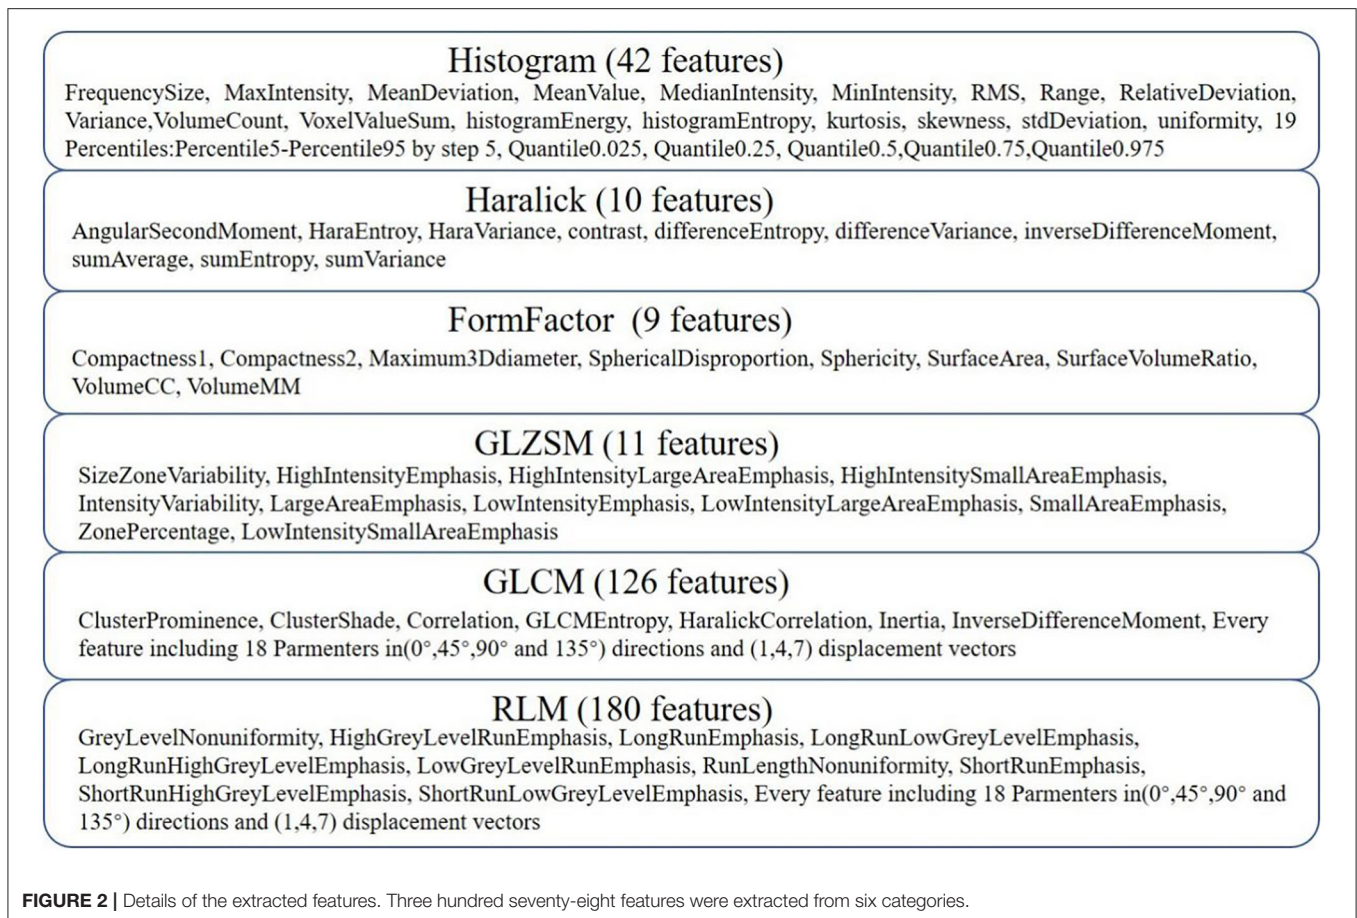 Histogram (42 features)
FrequencySize, MaxIntensity, MeanDeviation, MeanValue, MedianIntensity, MinIntensity, RMS, Range, RelativeDeviation,
Variance,VolumeCount, VoxelValueSum, histogramEnergy, histogramEntropy, kurtosis, skewness, stdDeviation, uniformity, 19
Percentiles:Percentile5-Percentile95 by step 5, Quantile0.025, Quantile0.25, Quantile0.5,Quantile0.75,Quantile0.975
Haralick (10 features)
AngularSecondMoment, HaraEntroy, HaraVariance, contrast, differenceEntropy, differenceVariance, inverseDifferenceMoment,
sumAverage, sumEntropy, sumVariance
FormFactor (9 features)
Compactness1, Compactness2, Maximum3Ddiameter, SphericalDisproportion, Sphericity, SurfaceArea, SurfaceVolumeRatio,
VolumeCC, VolumeMM
GLZSM (11 features)
SizeZoneVariability, HighIntensityEmphasis, HighIntensityLargeAreaEmphasis, HighIntensitySmallAreaEmphasis,
IntensityVariability, LargeAreaEmphasis, LowIntensityEmphasis, LowIntensityLargeAreaEmphasis, SmallAreaEmphasis,
ZonePercentage, LowIntensitySmallAreaEmphasis
GLCM (126 features)
ClusterProminence, ClusterShade, Correlation, GLCMEntropy, HaralickCorrelation, Inertia, InverseDifferenceMoment, Every
feature including 18 Parmenters in(0°,45°,90° and 135°) directions and (1,4,7) displacement vectors
RLM (180 features)
GreyLevelNonuniformity, HighGreyLevelRunEmphasis, LongRunEmphasis, LongRunLowGreyLevelEmphasis,
LongRunHighGreyLevelEmphasis, LowGreyLevelRunEmphasis, RunLengthNonuniformity, ShortRunEmphasis,
ShortRunHighGreyLevelEmphasis, ShortRunLowGreyLevelEmphasis, Every feature including 18 Parmenters in(0°,45°,90° and
135°) directions and (1,4,7) displacement vectors
FIGURE 2 | Details of the extracted features. Three hundred seventy-eight features were extracted from six categories.